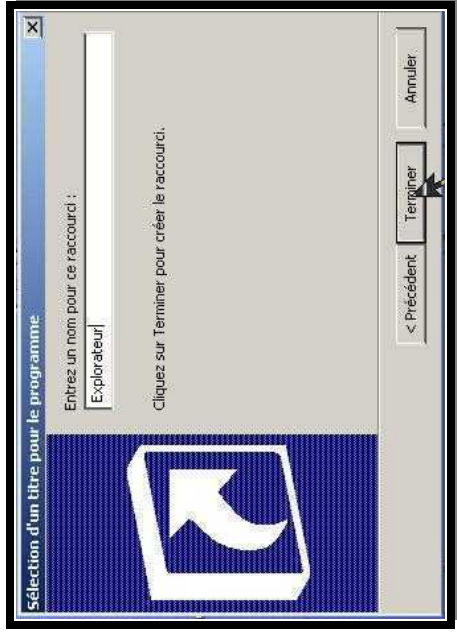 Sélection d'un titre pour le programme
Entrez un nom pour ce raccourci :
Explorateur
Cliquez sur Terminer pour créer le raccourci.
< Précédent
Terminer
Annuler